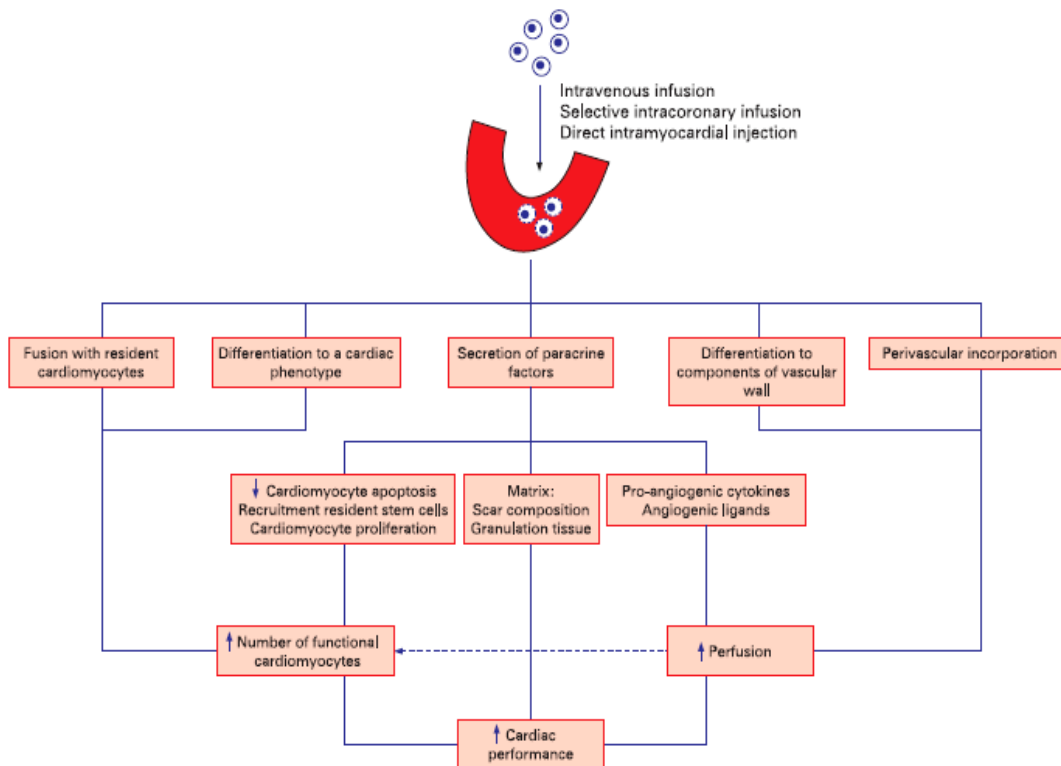 Intravenous infusion
Selective intracoronary infusion
Direct intramyocardial injection
Fusion with resident
cardiomyocytes
Differentiation to a cardiac
phenotype
Secretion of paracrine
factors
Differentiation to
components of vascular
wall
Perivascular incorporation
↓ Cardiomyocyte apoptosis
Recruitment resident stem cells
Cardiomyocyte proliferation
Matrix:
Scar composition
Granulation tissue
Pro-angiogenic cytokines
Angiogenic ligands
↑ Number of functional
cardiomyocytes
↑ Perfusion
↑ Cardiac
performance